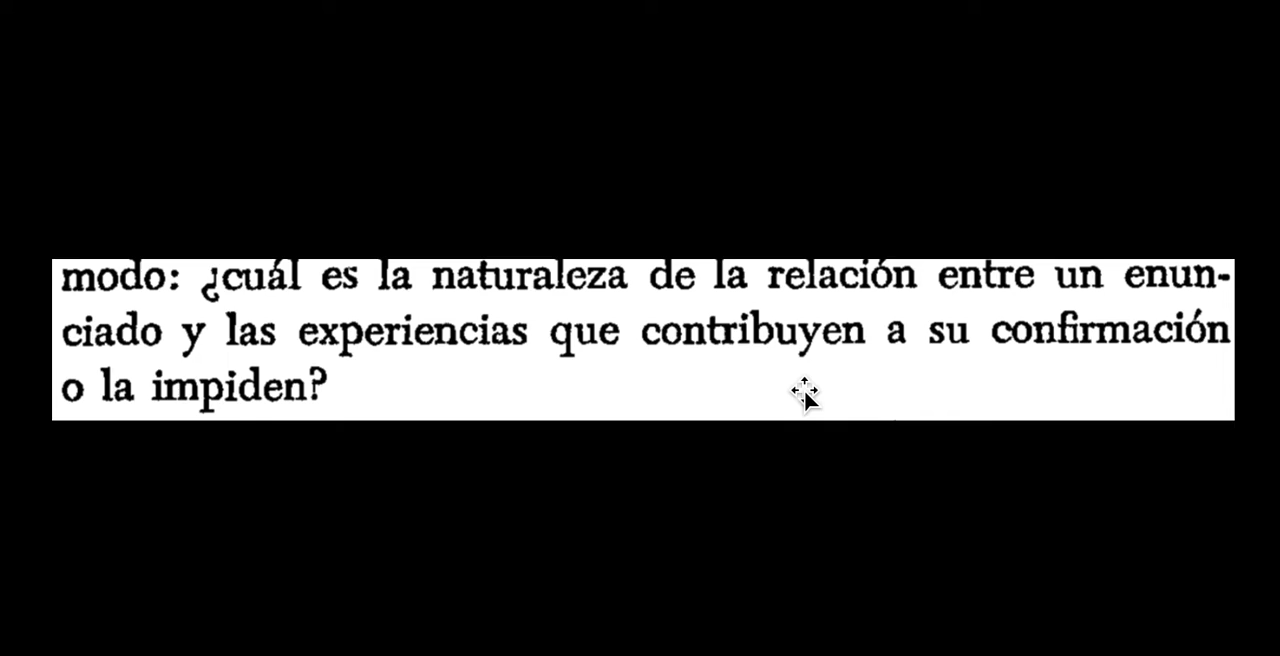 modo: ¿cuál es la naturaleza de la relación entre un enun-
ciado y las experiencias que contribuyen a su confirmación
o la impiden?